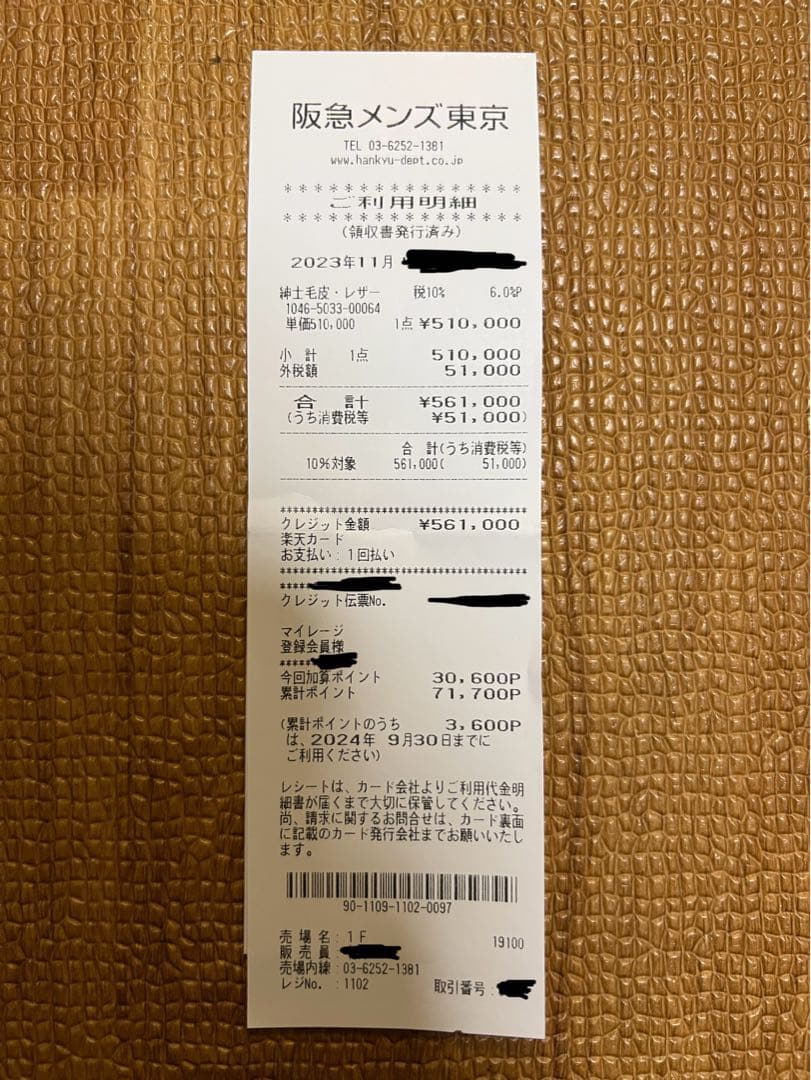 阪急メンズ東京
TEL 03-6252-1381
www.hankyu-dept.co.jp
****************
ご利用明細
****************
(領収書発行済み)
2023年11月
紳士毛皮・レザー 税10% 6.0%P
1046-5033-00064
単価510,000 1点 ¥510,000
小 計 1点 510,000
外税額 51,000
合 計 ¥561,000
(うち消費税等 ¥51,000)
合 計(うち消費税等)
10%対象 561,000( 51,000)
クレジット金額 ¥561,000
楽天カード
お支払い:1回払い
クレジット伝票No.
マイレージ
登録会員様
今回加算ポイント 30,600P
累計ポイント 71,700P
(累計ポイントのうち 3,600P
は、2024年 9月30日までに
ご利用ください)
レシートは、カード会社よりご利用代金明
細書が届くまで大切に保管してください。
尚、請求に関するお問合せは、カード裏面
に記載のカード発行会社までお願いいたし
ます。
90-1109-1102-0097
売 場 名:1F 19100
販 売 員:
売場内線:03-6252-1381
レジNo. :1102 取引番号: